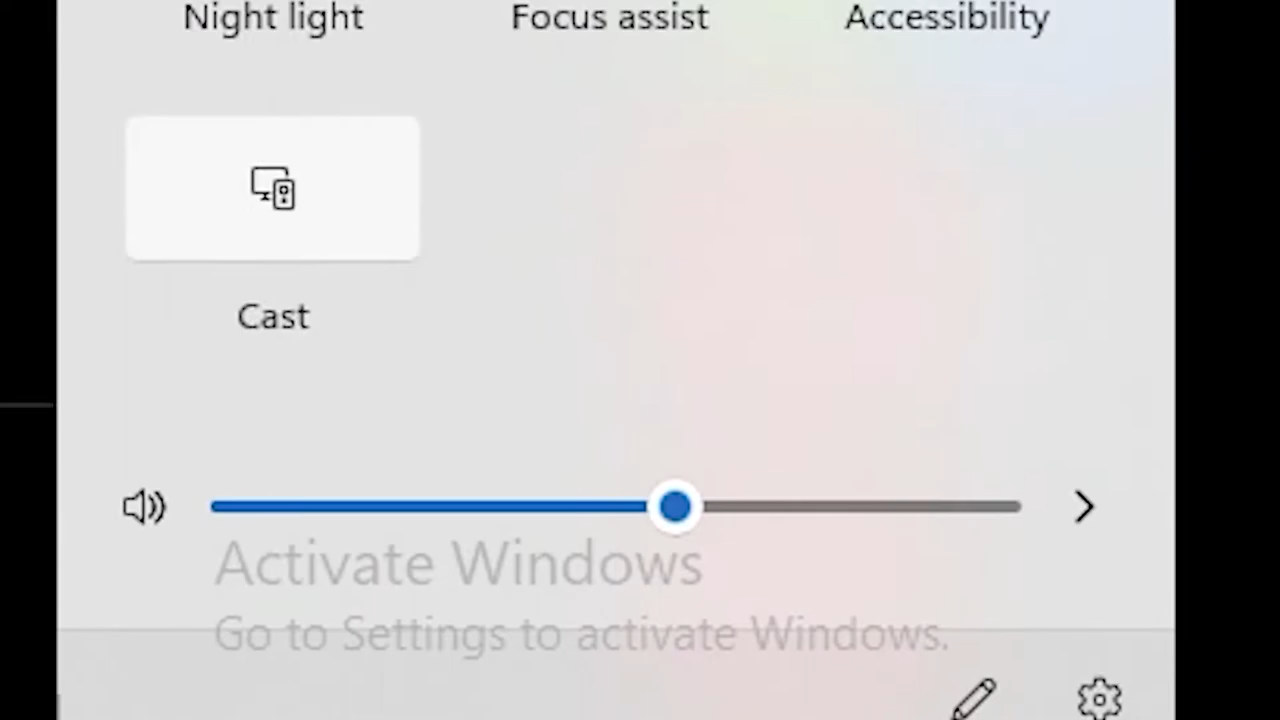 Night light Focus assist Accessibility
Cast
Activate Windows
Go to Settings to activate Windows.